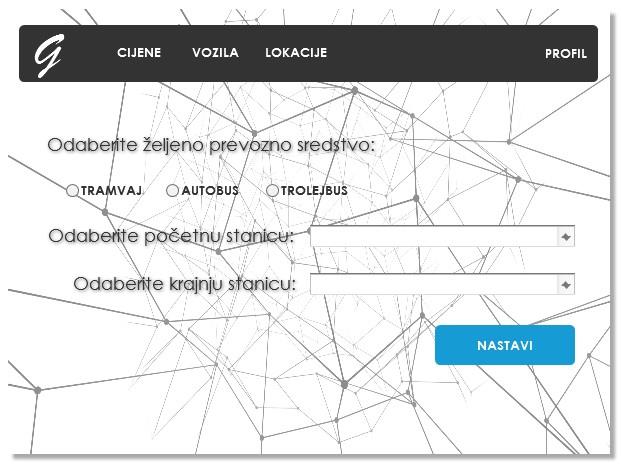 G CIJENE VOZILA LOKACIJE PROFIL
Odaberite željeno prevozno sredstvo:
TRAMVAJ AUTOBUS TROLEJBUS
Odaberite početnu stanicu:
Odaberite krajnju stanicu:
NASTAVI